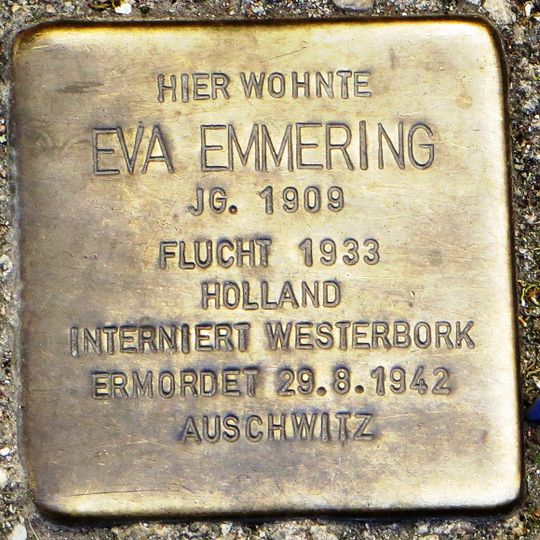 HIER WOHNTE
EVA EMMERING
JG. 1909
FLUCHT 1933
HOLLAND
INTERNIERT WESTERBORK
ERMORDET 29.8.1942
AUSCHWITZ